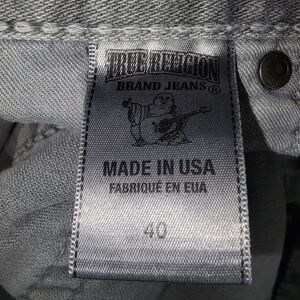 TRUE RELIGION
BRAND JEANS®
MADE IN USA
FABRIQUÉ EN EUA
40